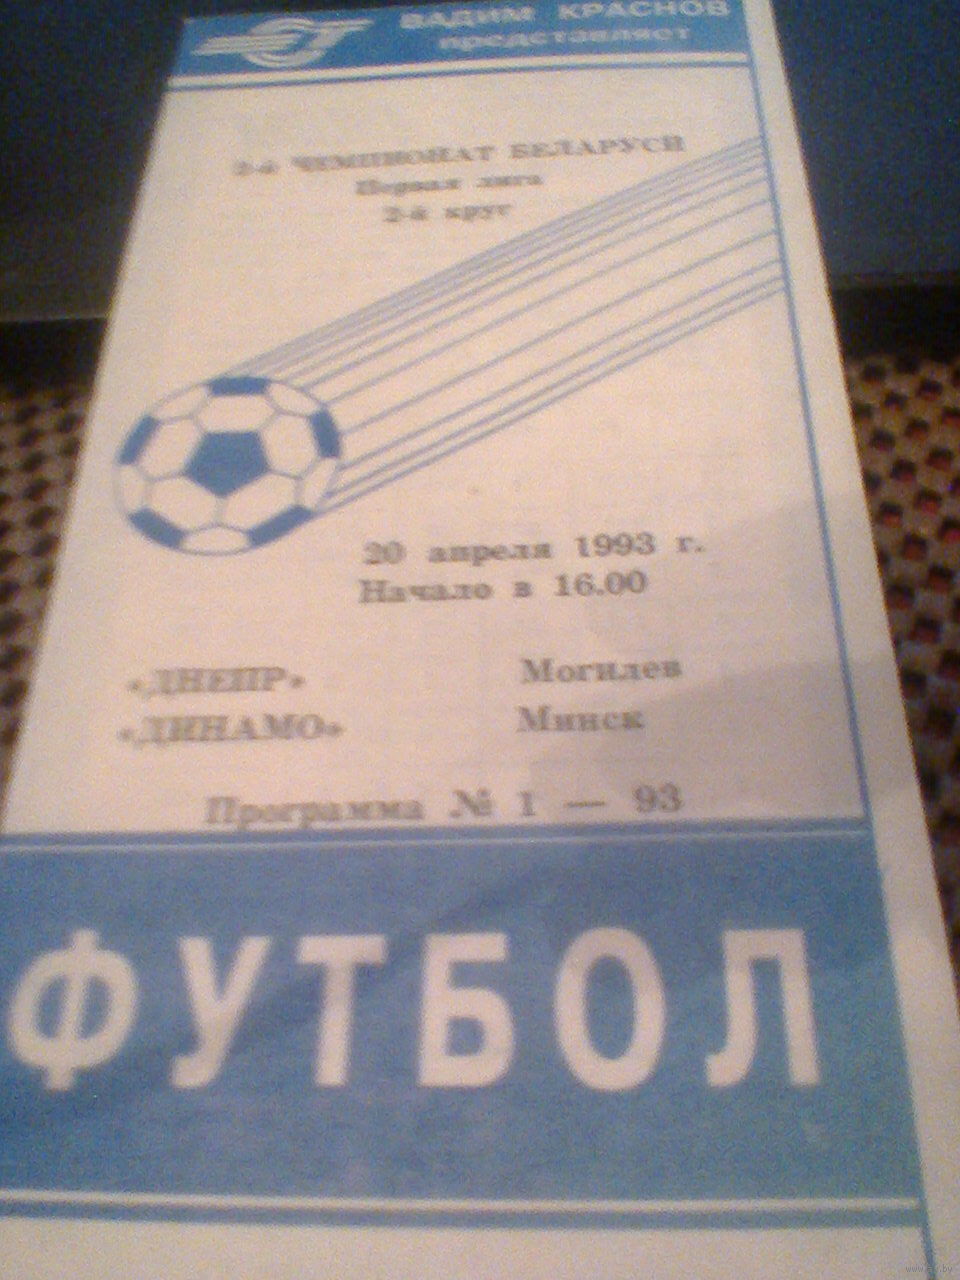 ВАДИМ КРАСНОВ
представляет
2-й ЧЕМПИОНАТ БЕЛАРУСИ
Первая лига
2-й круг
20 апреля 1993 г.
Начало в 16.00
«ДНЕПР» Могилев
«ДИНАМО» Минск
Программа № 1 — 93
ФУТБОЛ